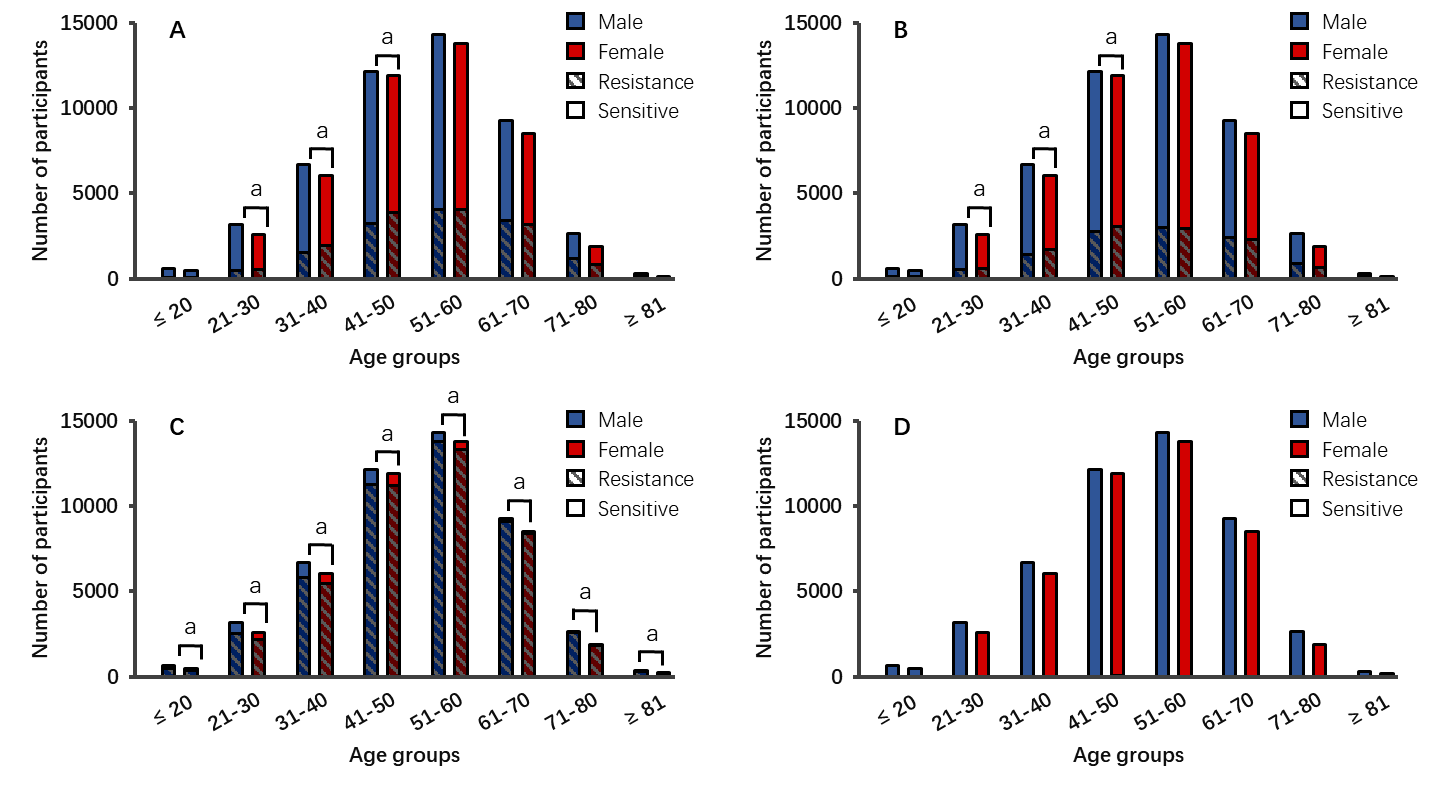 A
Number of participants
15000
10000
5000
0
a
a
a
Male
Female
Resistance
Sensitive
≤ 20
21-30
31-40
41-50
51-60
61-70
71-80
≥ 81
Age groups
B
Number of participants
15000
10000
5000
0
a
a
a
Male
Female
Resistance
Sensitive
≤ 20
21-30
31-40
41-50
51-60
61-70
71-80
≥ 81
Age groups
C
Number of participants
15000
10000
5000
0
a
a
a
a
a
a
a
a
Male
Female
Resistance
Sensitive
≤ 20
21-30
31-40
41-50
51-60
61-70
71-80
≥ 81
Age groups
D
Number of participants
15000
10000
5000
0
Male
Female
Resistance
Sensitive
≤ 20
21-30
31-40
41-50
51-60
61-70
71-80
≥ 81
Age groups